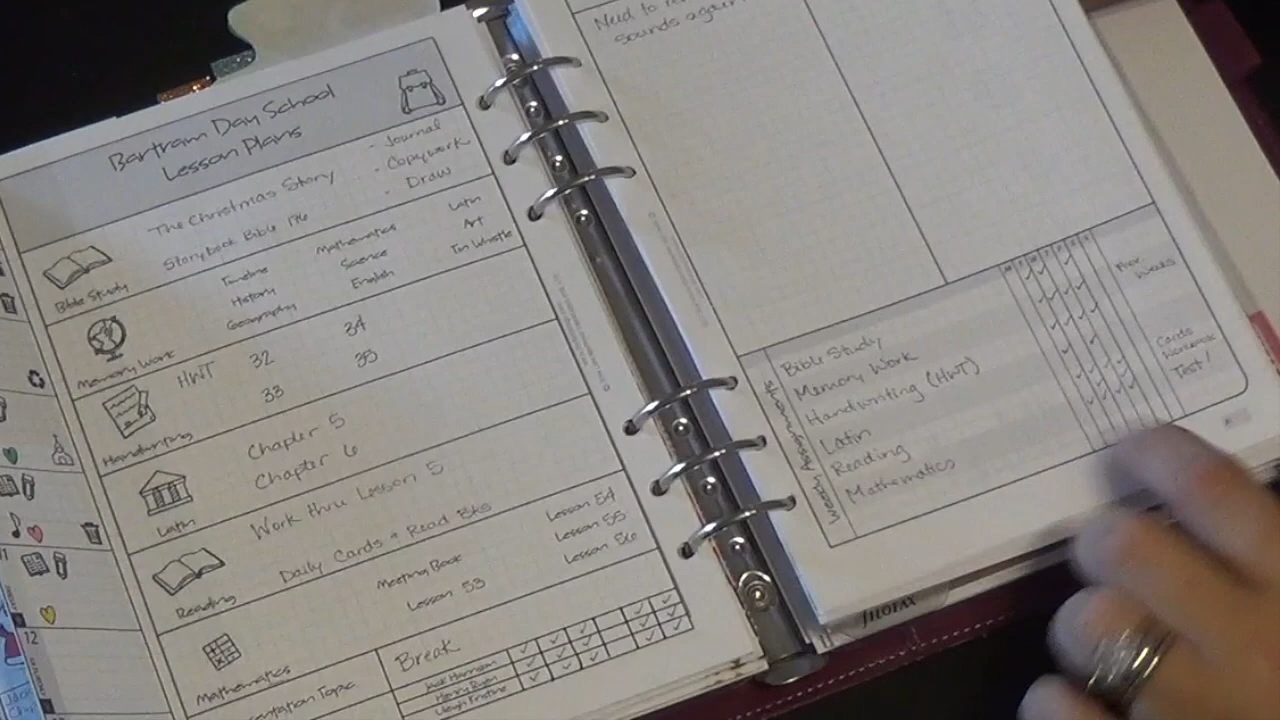 Bartram Day School
Lesson Plans
Bible Study
The Christmas Story
Storybook Bible 176
- Journal
- Copywork
- Draw
Memory Work
Timeline
History
Geography
Mathematics
Science
English
Latin
Art
Tin Whistle
Handwriting
HWT
32
33
34
35
Latin
Chapter 5
Chapter 6
Reading
Work thru Lesson 5
Daily Cards + Read Bks
Mathematics
Meeting Book
Lesson 53
Lesson 54
Lesson 55
Lesson 56
Topic
Break
12
Need to
sounds again
Weekly Assignments
Bible Study
Memory Work
Handwriting (HWT)
Latin
Reading
Mathematics
Cards
Test!
FILOFAX